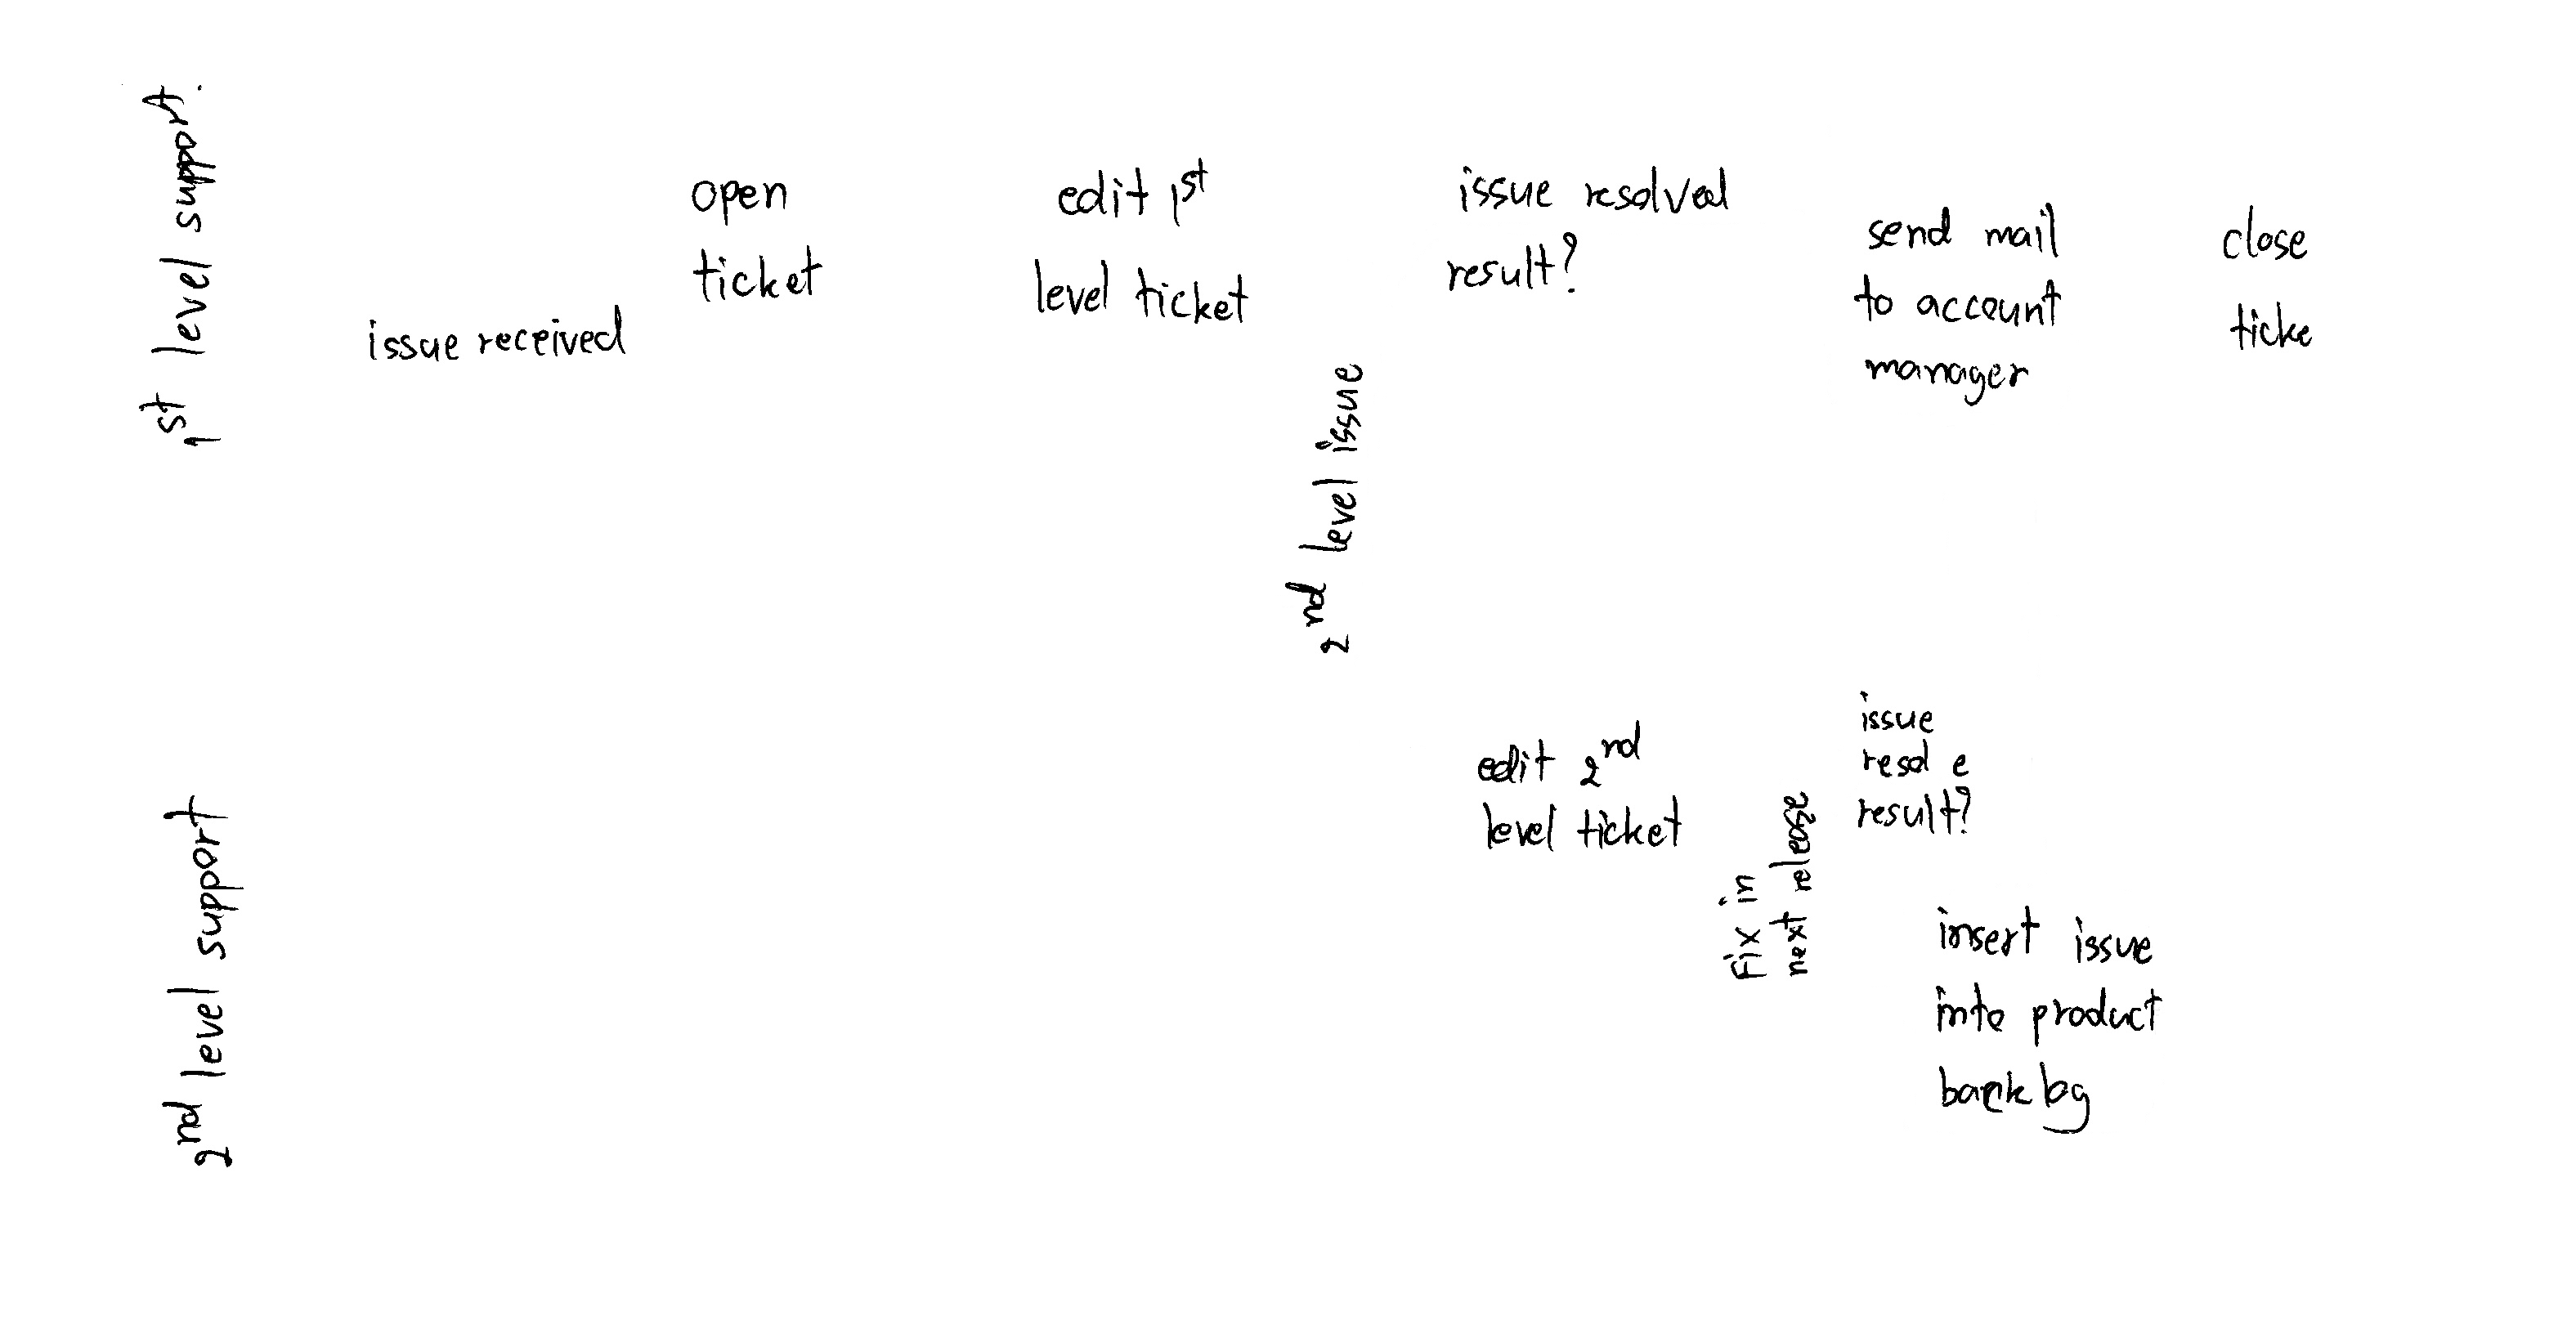 1st level support
issue received
open
ticket
edit 1st
level ticket
2nd level issue
issue resolved
result?
send mail
to account
manager
close
ticke
2nd level support
edit 2nd
level ticket
fix in
next release
issue
resol e
result?
insert issue
into product
backlog